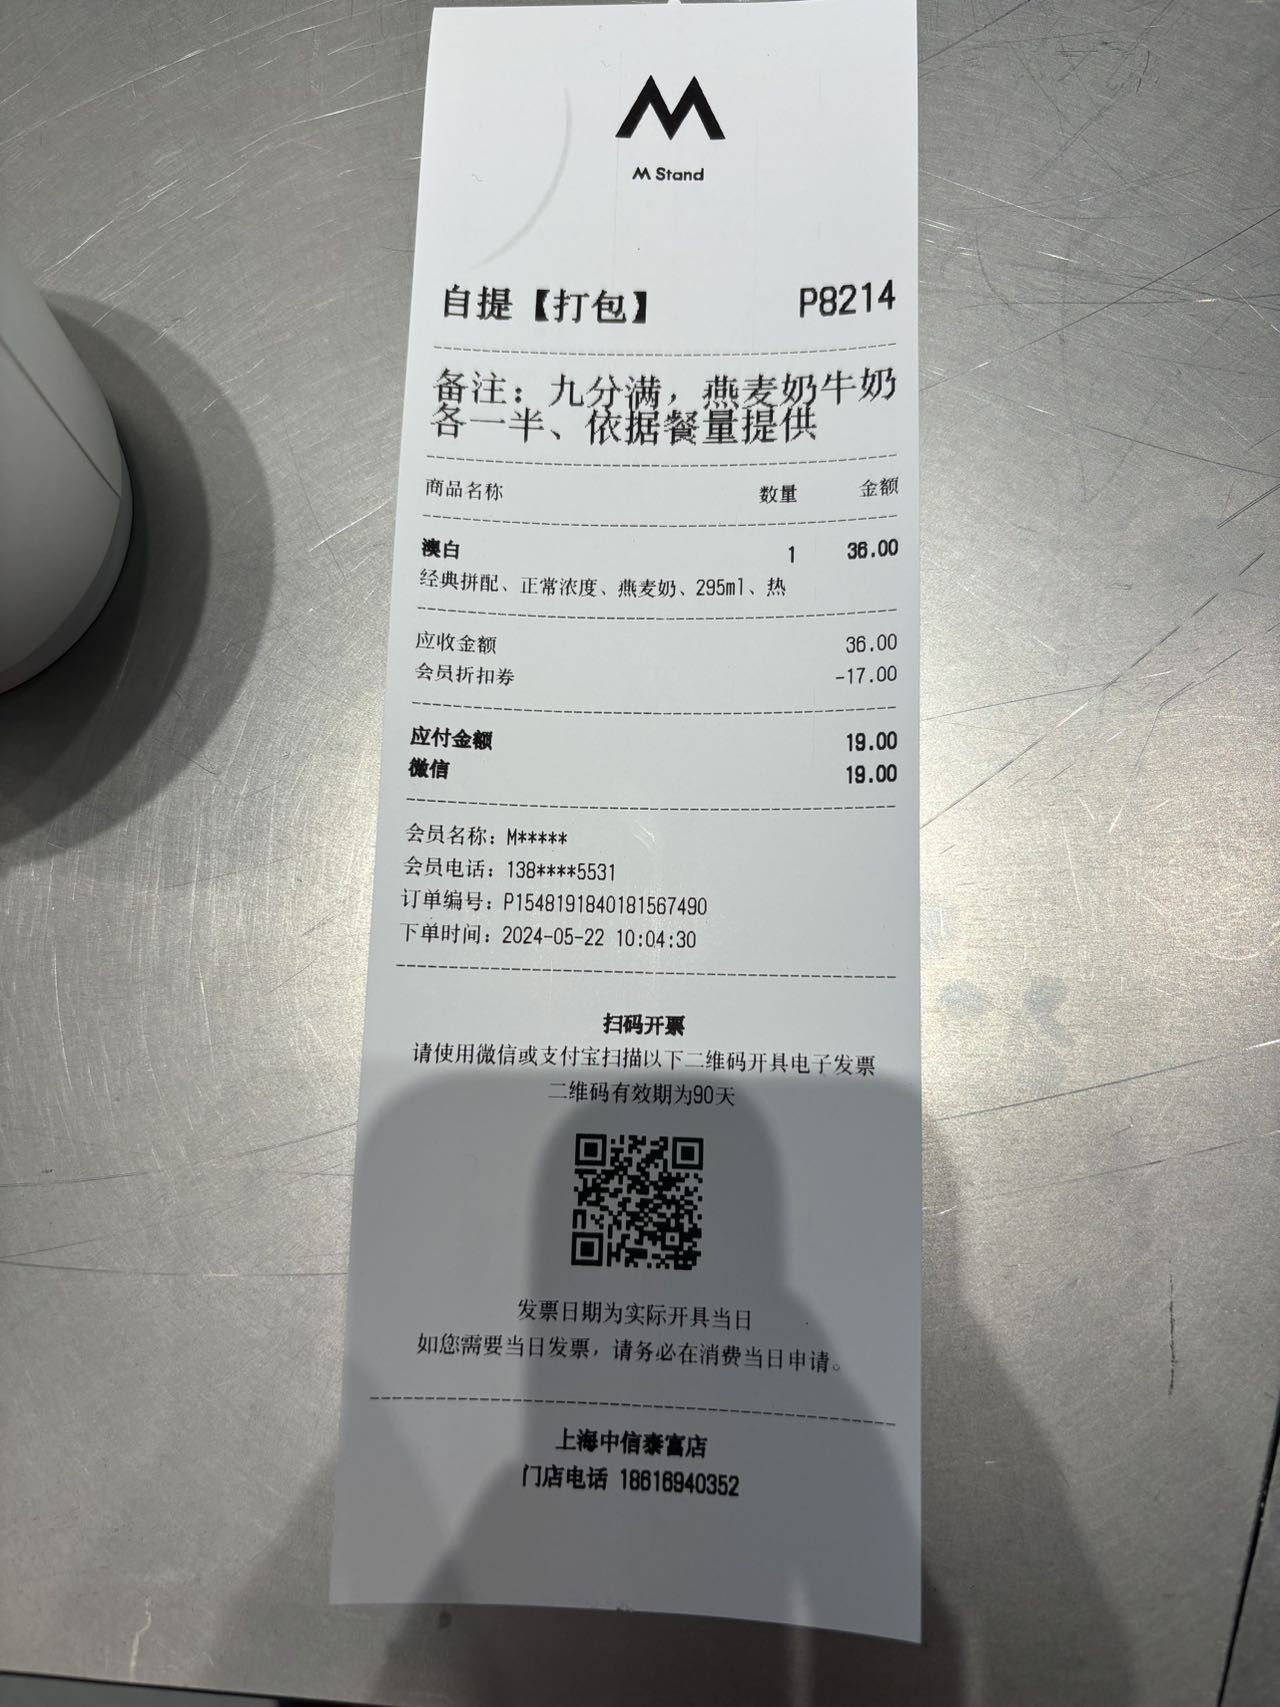 M Stand
自提【打包】 P8214
备注：九分满，燕麦奶牛奶
各一半、依据餐量提供
商品名称 数量 金额
澳白 1 36.00
经典拼配、正常浓度、燕麦奶、295ml、热
应收金额 36.00
会员折扣券 -17.00
应付金额 19.00
微信 19.00
会员名称：M*****
会员电话：138****5531
订单编号：P1548191840181567490
下单时间：2024-05-22 10:04:30
扫码开票
请使用微信或支付宝扫描以下二维码开具电子发票
二维码有效期为90天
发票日期为实际开具当日
如您需要当日发票，请务必在消费当日申请。
上海中信泰富店
门店电话 18616940352